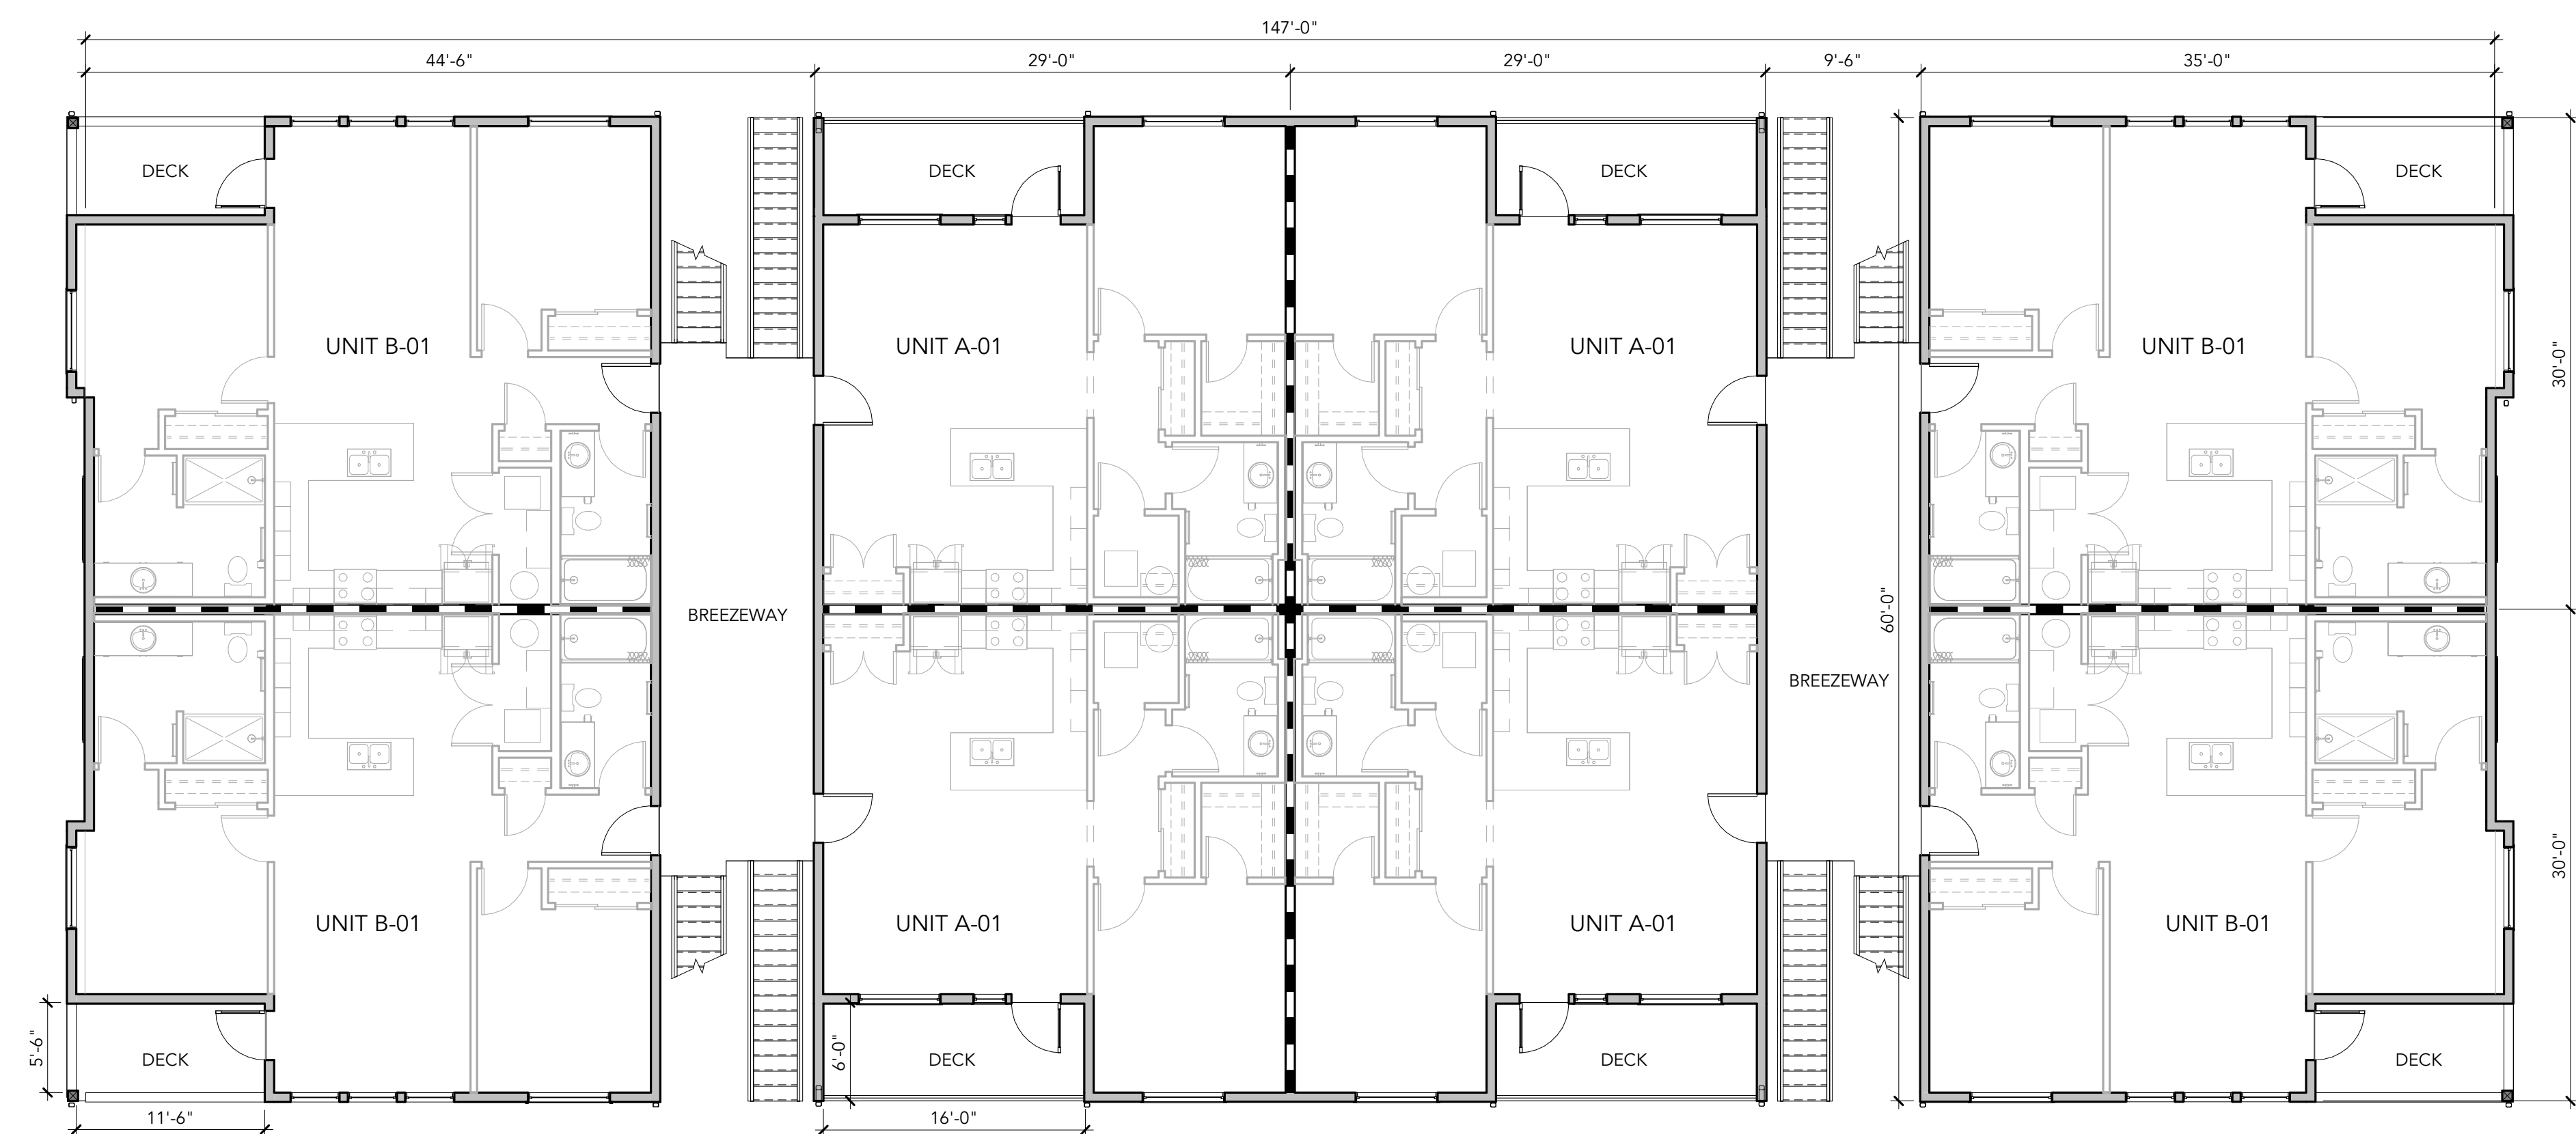 147'-0"
44'-6" 29'-0" 29'-0" 9'-6" 35'-0"
DECK DECK DECK DECK
UNIT B-01 UNIT A-01 UNIT A-01 UNIT B-01
30'-0"
BREEZEWAY
60'-0"
BREEZEWAY
30'-0"
UNIT B-01 UNIT A-01 UNIT A-01 UNIT B-01
5'-6" DECK 6'-0" DECK DECK DECK
11'-6" 16'-0"